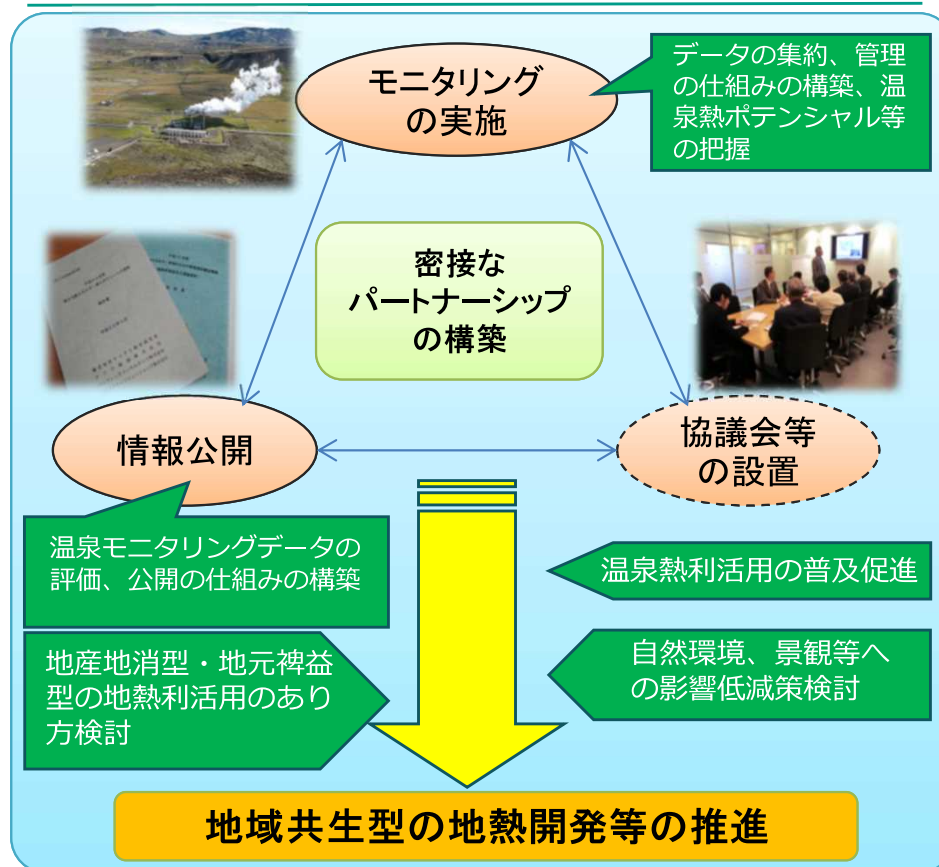 モニタリング
の実施
データの集約、管理
の仕組みの構築、温
泉熱ポテンシャル等
の把握
密接な
パートナーシップ
の構築
情報公開
協議会等
の設置
温泉モニタリングデータの
評価、公開の仕組みの構築
温泉熱利活用の普及促進
地産地消型・地元裨益
型の地熱利活用のあり
方検討
自然環境、景観等へ
の影響低減策検討
地域共生型の地熱開発等の推進